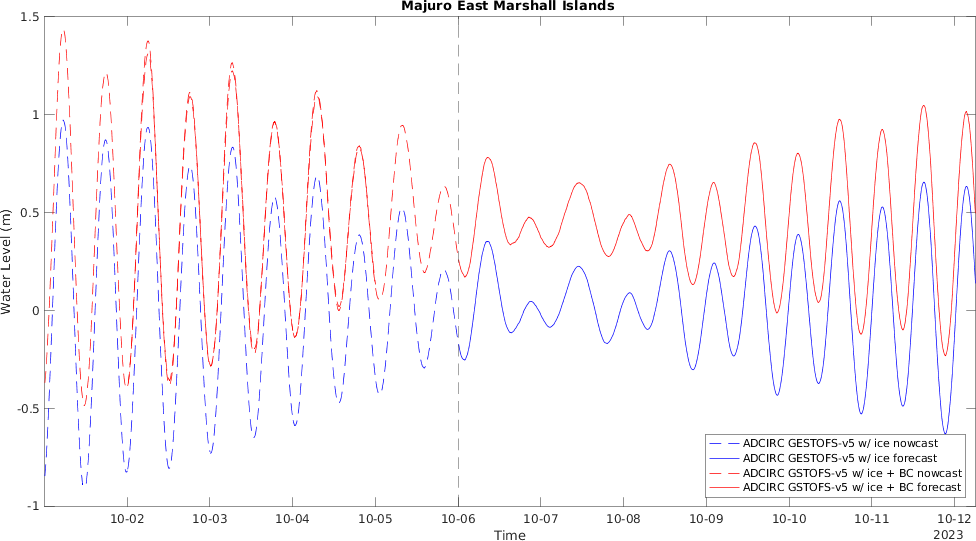 Majuro East Marshall Islands
Water Level (m)
1.5
1
0.5
0
-0.5
-1
10-02
10-03
10-04
10-05
10-06
10-07
10-08
10-09
10-10
10-11
10-12
2023
Time
ADCIRC GESTOFS-v5 w/ ice nowcast
ADCIRC GESTOFS-v5 w/ ice forecast
ADCIRC GSTOFS-v5 w/ ice + BC nowcast
ADCIRC GSTOFS-v5 w/ ice + BC forecast